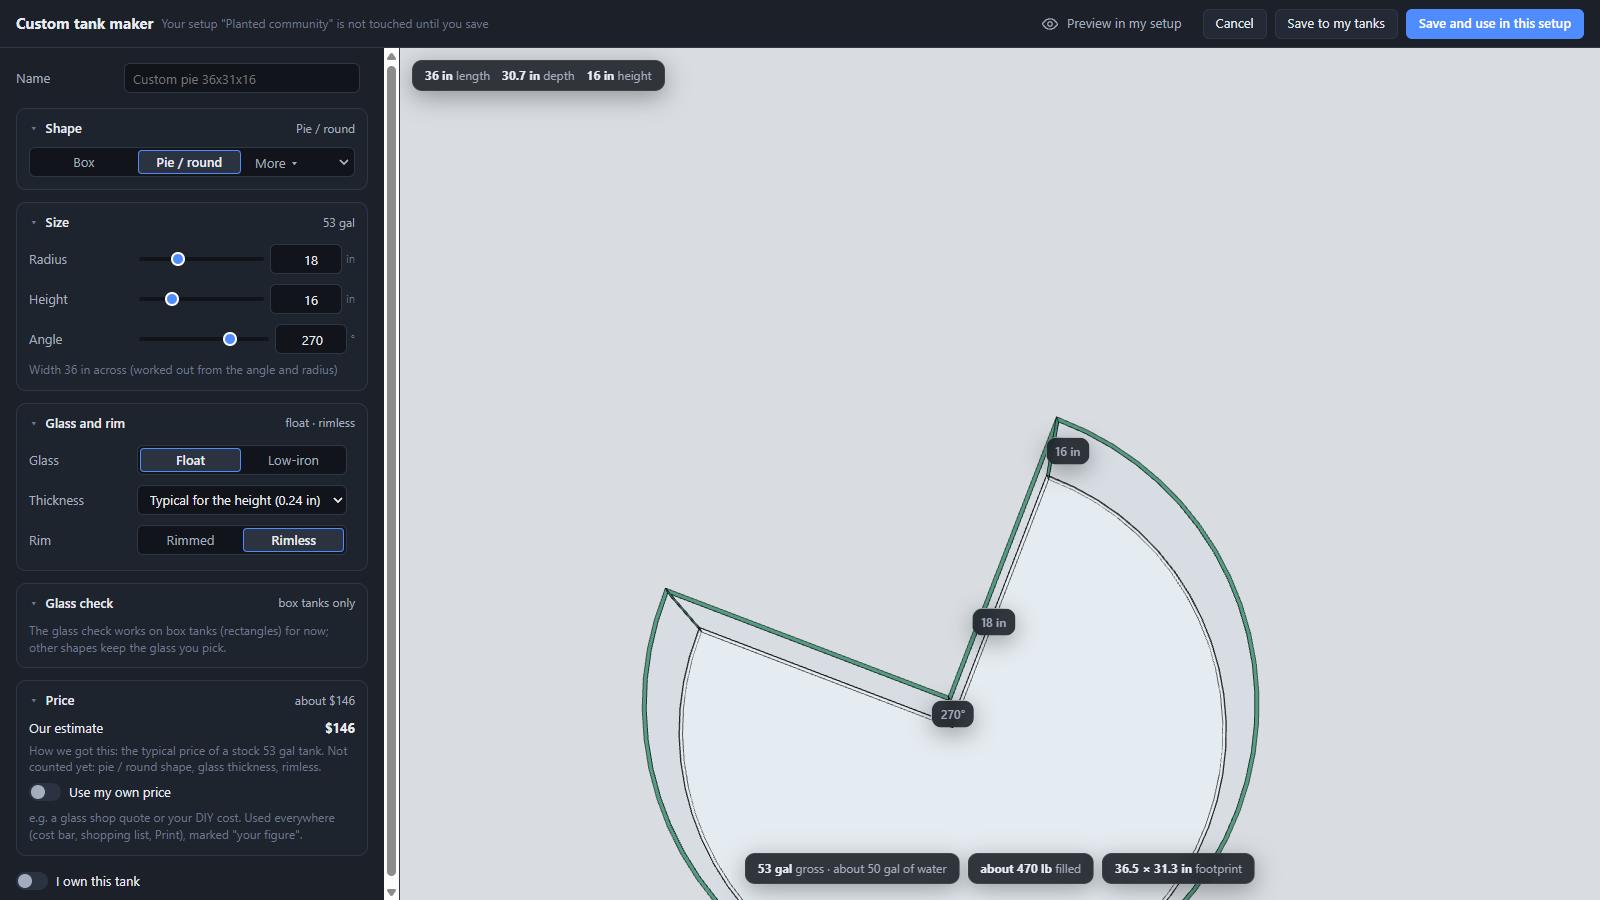 Custom tank maker Your setup "Planted community" is not touched until you save
Preview in my setup Cancel Save to my tanks Save and use in this setup
Name Custom pie 36x31x16
Shape Pie / round
Box Pie / round More
Size 53 gal
Radius 18 in
Height 16 in
Angle 270 °
Width 36 in across (worked out from the angle and radius)
Glass and rim float · rimless
Glass Float Low-iron
Thickness Typical for the height (0.24 in)
Rim Rimmed Rimless
Glass check box tanks only
The glass check works on box tanks (rectangles) for now;
other shapes keep the glass you pick.
Price about $146
Our estimate $146
How we got this: the typical price of a stock 53 gal tank. Not
counted yet: pie / round shape, glass thickness, rimless.
Use my own price
e.g. a glass shop quote or your DIY cost. Used everywhere
(cost bar, shopping list, Print), marked "your figure".
I own this tank
36 in length 30.7 in depth 16 in height
16 in
18 in
270°
53 gal gross · about 50 gal of water about 470 lb filled 36.5 × 31.3 in footprint